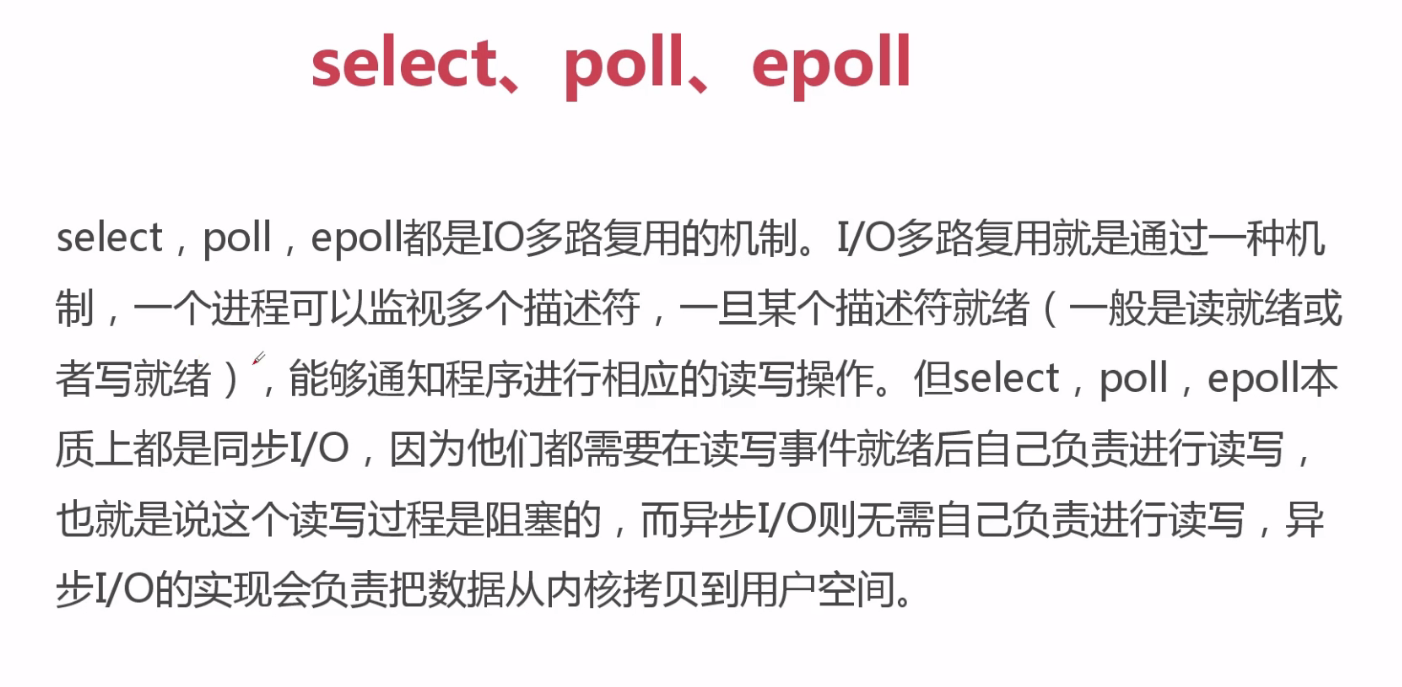 select、poll、epoll
select，poll，epoll都是IO多路复用的机制。I/O多路复用就是通过一种机
制，一个进程可以监视多个描述符，一旦某个描述符就绪（一般是读就绪或
者写就绪），能够通知程序进行相应的读写操作。但select，poll，epoll本
质上都是同步I/O，因为他们都需要在读写事件就绪后自己负责进行读写，
也就是说这个读写过程是阻塞的，而异步I/O则无需自己负责进行读写，异
步I/O的实现会负责把数据从内核拷贝到用户空间。